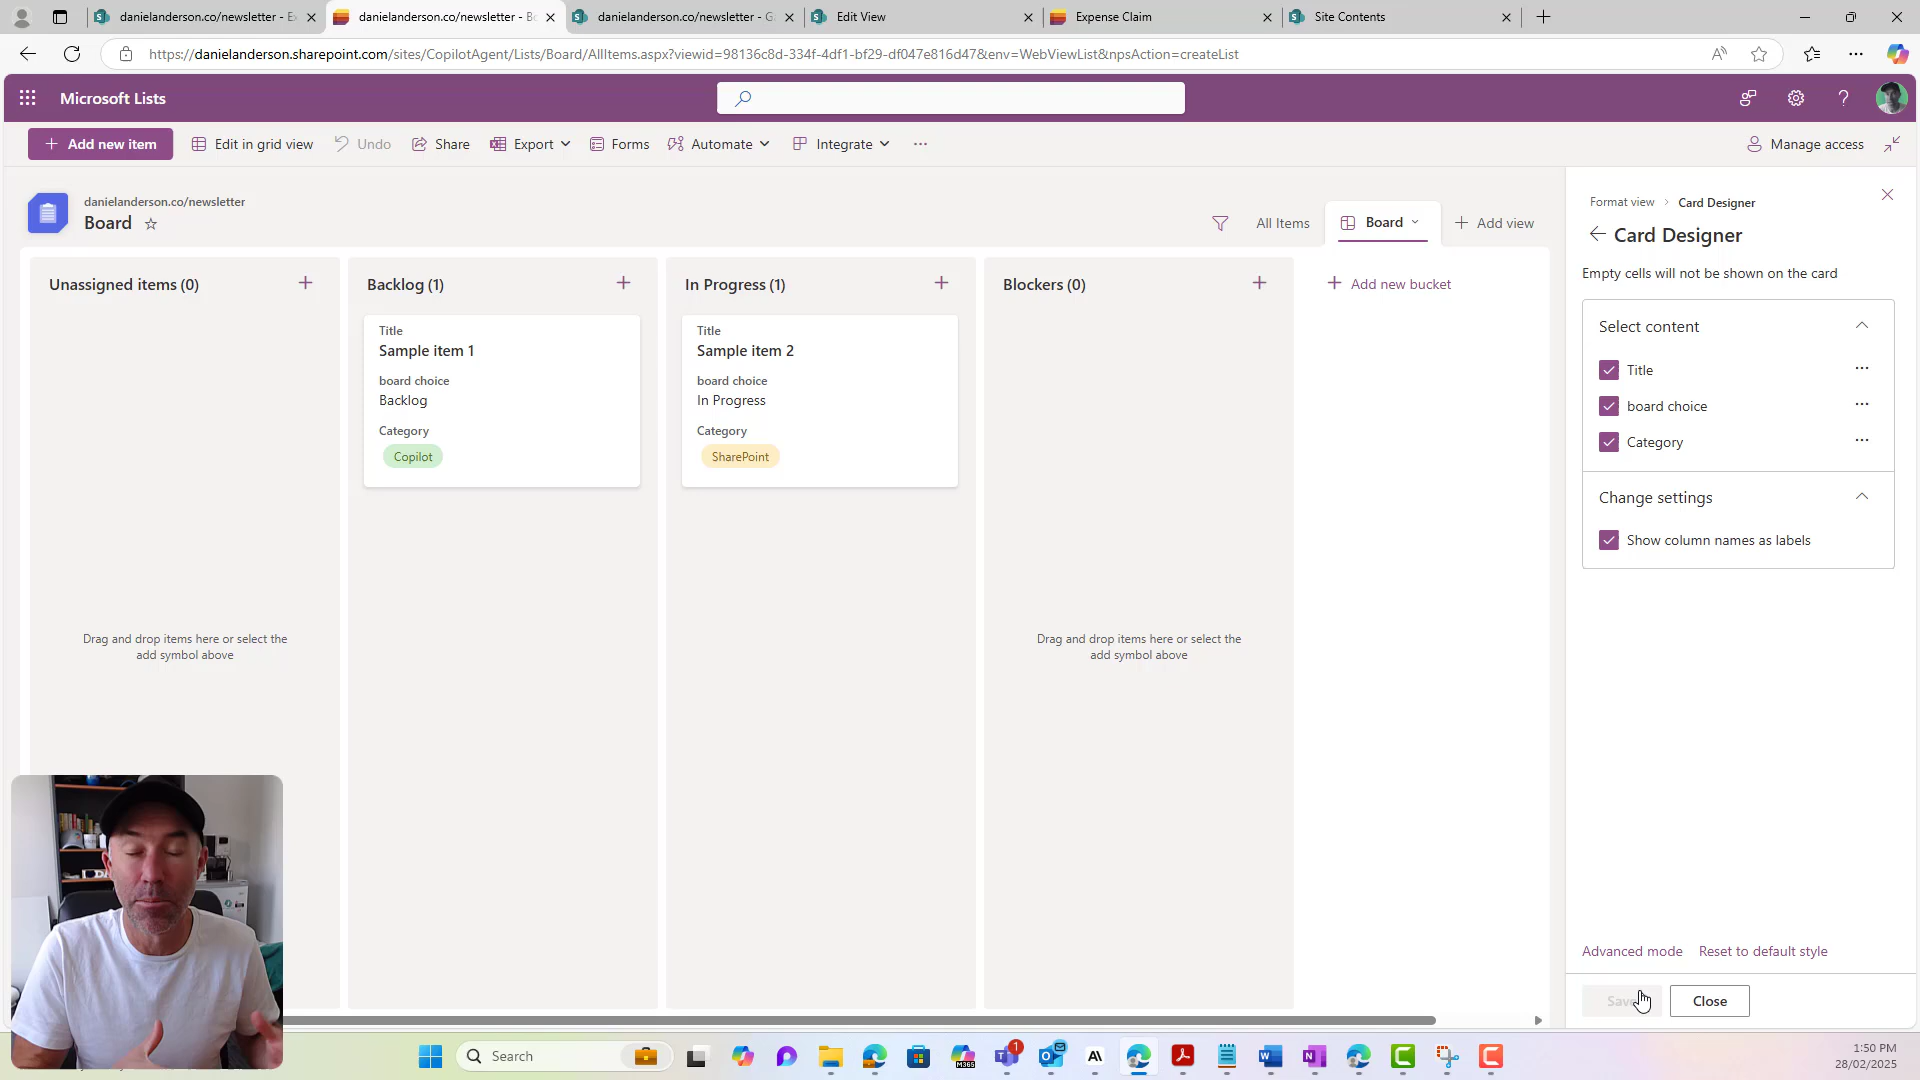 danielanderson.co/newsletter - E
danielanderson.co/newsletter - Bo
danielanderson.co/newsletter - G
Edit View
Expense Claim
Site Contents
https://danielanderson.sharepoint.com/sites/CopilotAgent/Lists/Board/AllItems.aspx?viewid=98136c8d-334f-4df1-bf29-df047e816d47&env=WebViewList&npsAction=createList
Microsoft Lists
Add new item
Edit in grid view
Undo
Share
Export
Forms
Automate
Integrate
Manage access
danielanderson.co/newsletter
Board
All Items
Board
Add view
Unassigned items (0)
Drag and drop items here or select the
add symbol above
Backlog (1)
Title
Sample item 1
board choice
Backlog
Category
Copilot
In Progress (1)
Title
Sample item 2
board choice
In Progress
Category
SharePoint
Blockers (0)
Drag and drop items here or select the
add symbol above
Add new bucket
Format view
Card Designer
Card Designer
Empty cells will not be shown on the card
Select content
Title
board choice
Category
Change settings
Show column names as labels
Advanced mode
Reset to default style
Save
Close
Search
M365
1
1:50 PM
28/02/2025